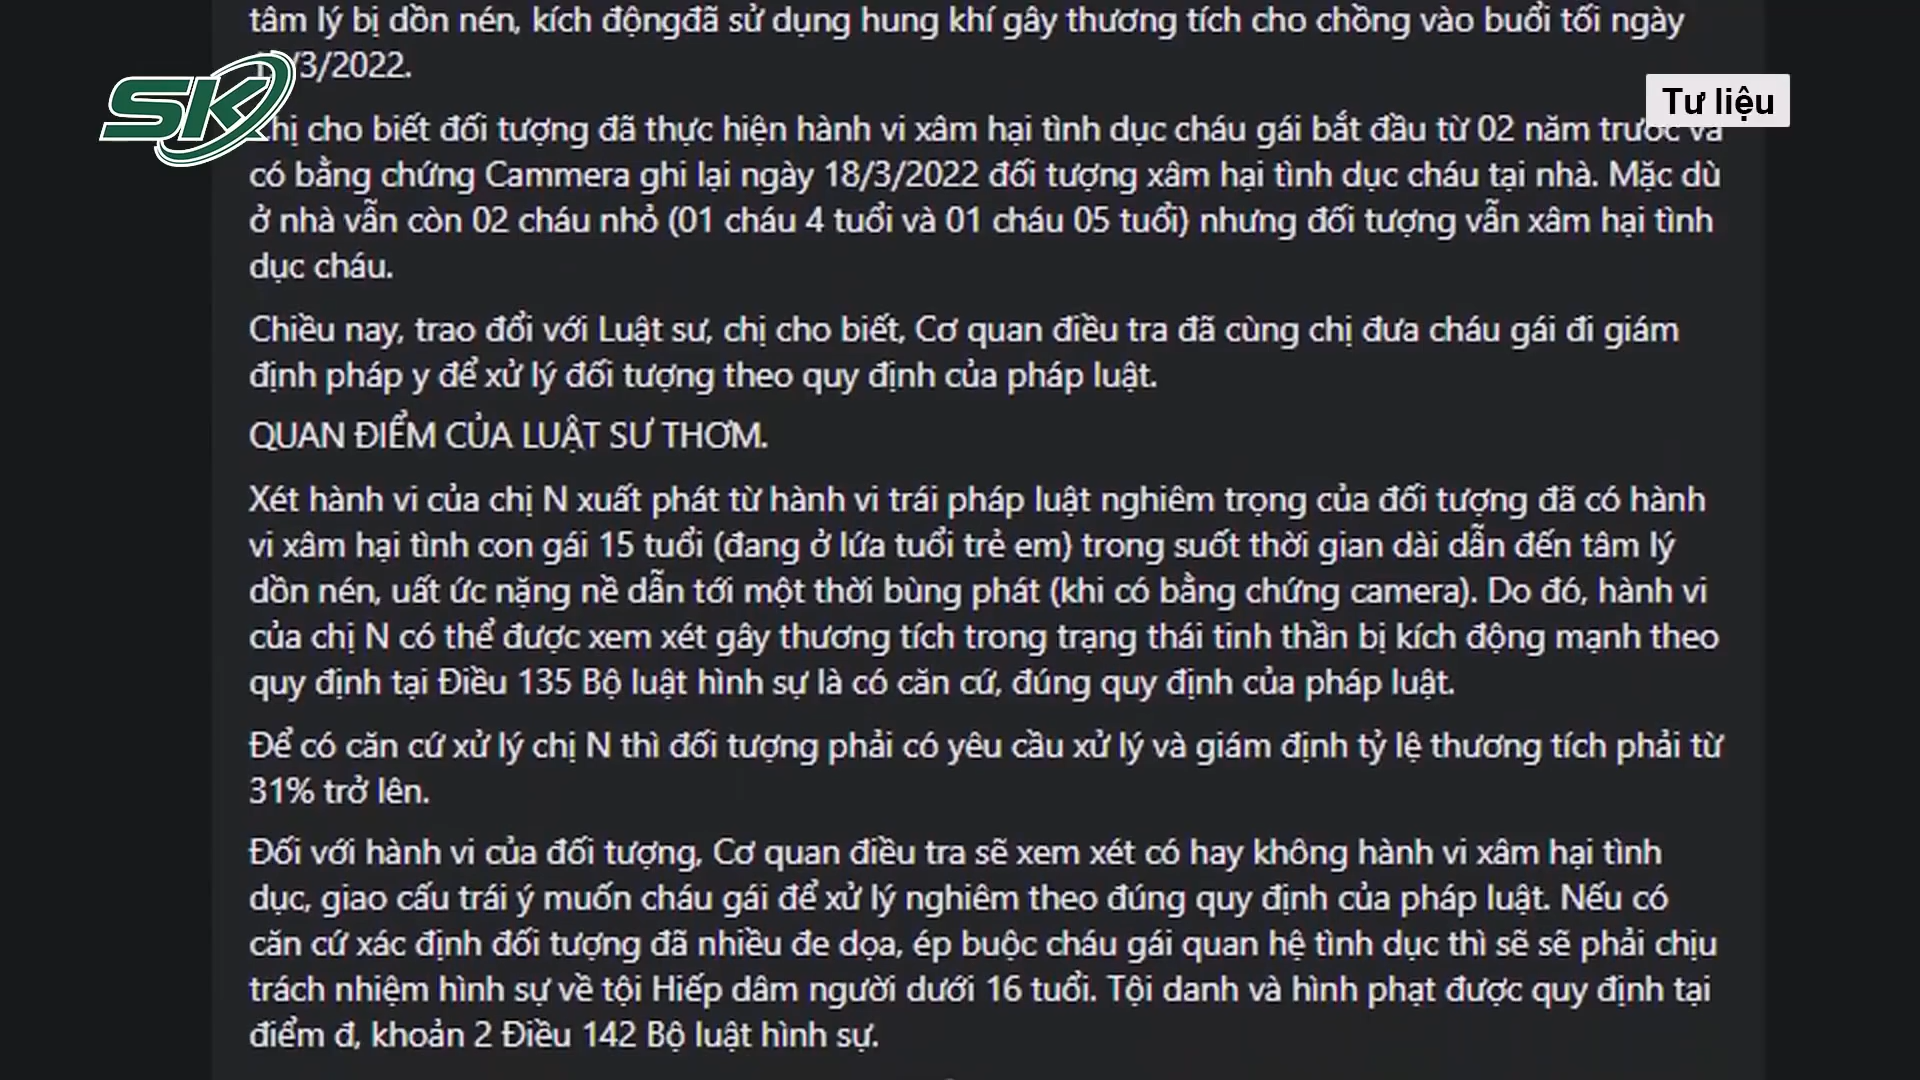 tâm lý bị dồn nén, kích độngđã sử dụng hung khí gây thương tích cho chồng vào buổi tối ngày
/3/2022.
SK
Tư liệu
cho biết đối tượng đã thực hiện hành vi xâm hại tình dục cháu gái bắt đầu từ 02 năm trước và
có bằng chứng Cammera ghi lại ngày 18/3/2022 đối tượng xâm hại tình dục cháu tại nhà. Mặc dù
ở nhà vẫn còn 02 cháu nhỏ (01 cháu 4 tuổi và 01 cháu 05 tuổi) nhưng đối tượng vẫn xâm hại tình
dục cháu.
Chiều nay, trao đổi với Luật sư, chị cho biết, Cơ quan điều tra đã cùng chị đưa cháu gái đi giám
định pháp y để xử lý đối tượng theo quy định của pháp luật.
QUAN ĐIỂM CỦA LUẬT SƯ THƠM.
Xét hành vi của chị N xuất phát từ hành vi trái pháp luật nghiêm trọng của đối tượng đã có hành
vi xâm hại tình con gái 15 tuổi (đang ở lứa tuổi trẻ em) trong suốt thời gian dài dẫn đến tâm lý
dồn nén, uất ức nặng nề dẫn tới một thời bùng phát (khi có bằng chứng camera). Do đó, hành vi
của chị N có thể được xem xét gây thương tích trong trạng thái tinh thần bị kích động mạnh theo
quy định tại Điều 135 Bộ luật hình sự là có căn cứ, đúng quy định của pháp luật.
Để có căn cứ xử lý chị N thì đối tượng phải có yêu cầu xử lý và giám định tỷ lệ thương tích phải từ
31% trở lên.
Đối với hành vi của đối tượng, Cơ quan điều tra sẽ xem xét có hay không hành vi xâm hại tình
dục, giao cấu trái ý muốn cháu gái để xử lý nghiêm theo đúng quy định của pháp luật. Nếu có
căn cứ xác định đối tượng đã nhiều đe dọa, ép buộc cháu gái quan hệ tình dục thì sẽ sẽ phải chịu
trách nhiệm hình sự về tội Hiếp dâm người dưới 16 tuổi. Tội danh và hình phạt được quy định tại
điểm đ, khoản 2 Điều 142 Bộ luật hình sự.